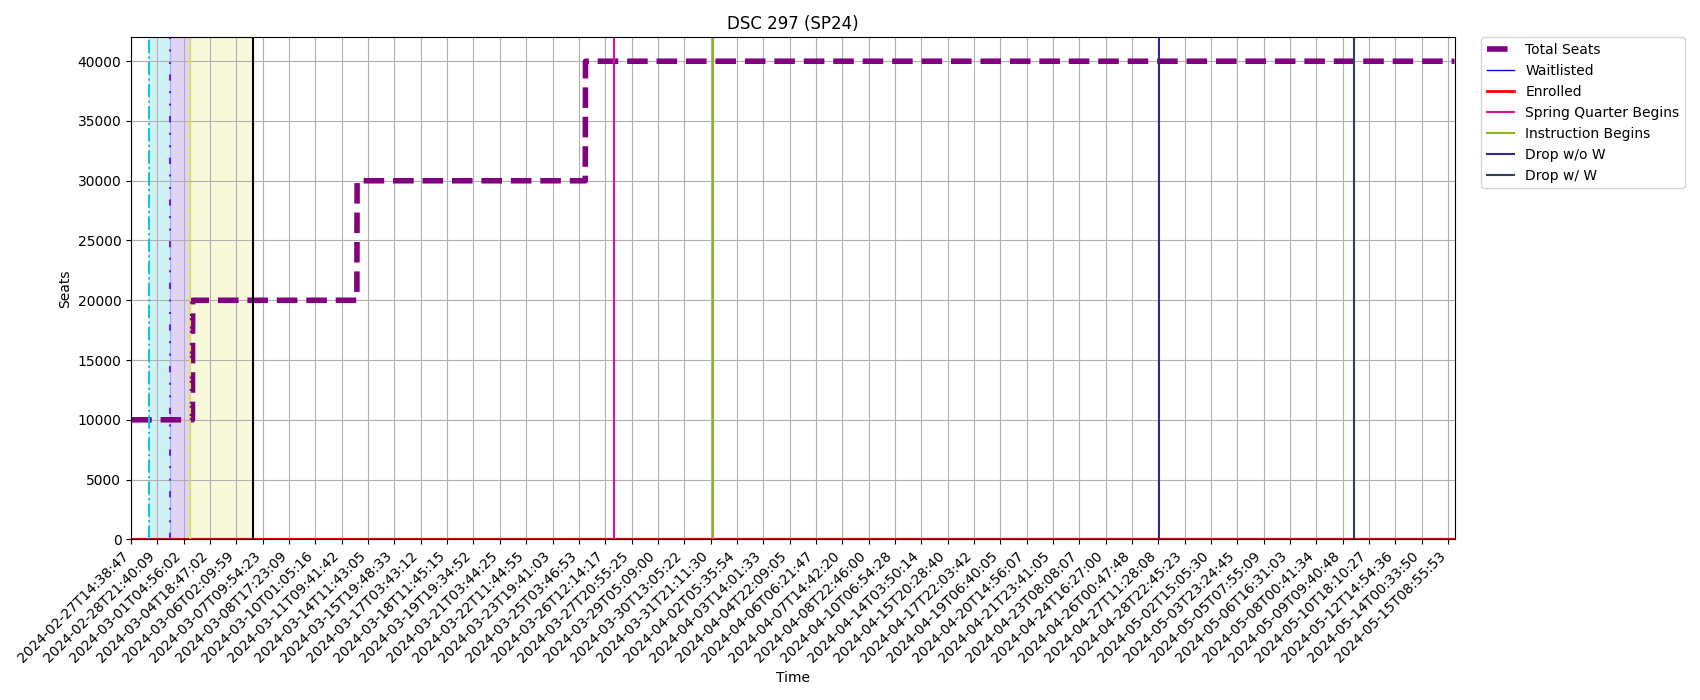 DSC 297 (SP24)
40000
35000
30000
25000
20000
15000
10000
5000
0
Seats
Total Seats
Waitlisted
Enrolled
Spring Quarter Begins
Instruction Begins
Drop w/o W
Drop w/ W
2024-02-27T14:38:47
2024-02-28T21:40:09
2024-03-01T04:56:02
2024-03-04T18:47:02
2024-03-06T02:09:59
2024-03-07T09:54:23
2024-03-08T17:23:09
2024-03-10T01:05:16
2024-03-11T09:41:42
2024-03-14T11:43:05
2024-03-15T19:48:33
2024-03-17T03:43:12
2024-03-18T11:45:15
2024-03-19T19:34:52
2024-03-21T03:44:25
2024-03-22T11:44:55
2024-03-23T19:41:03
2024-03-25T03:46:53
2024-03-26T12:14:17
2024-03-27T20:55:25
2024-03-29T05:09:00
2024-03-30T13:05:22
2024-03-31T21:11:30
2024-04-02T05:35:54
2024-04-03T14:01:33
2024-04-04T22:09:05
2024-04-06T06:21:47
2024-04-07T14:42:20
2024-04-08T22:46:00
2024-04-10T06:54:28
2024-04-14T03:50:14
2024-04-15T20:28:40
2024-04-17T22:03:42
2024-04-19T06:40:05
2024-04-20T14:56:07
2024-04-21T23:41:05
2024-04-23T08:08:07
2024-04-24T16:27:00
2024-04-26T00:47:48
2024-04-27T11:28:08
2024-04-28T22:45:23
2024-05-02T15:05:30
2024-05-03T23:24:45
2024-05-05T07:55:09
2024-05-06T16:31:03
2024-05-08T00:41:34
2024-05-09T09:40:48
2024-05-10T18:10:27
2024-05-12T14:54:36
2024-05-14T00:33:50
2024-05-15T08:55:53
Time